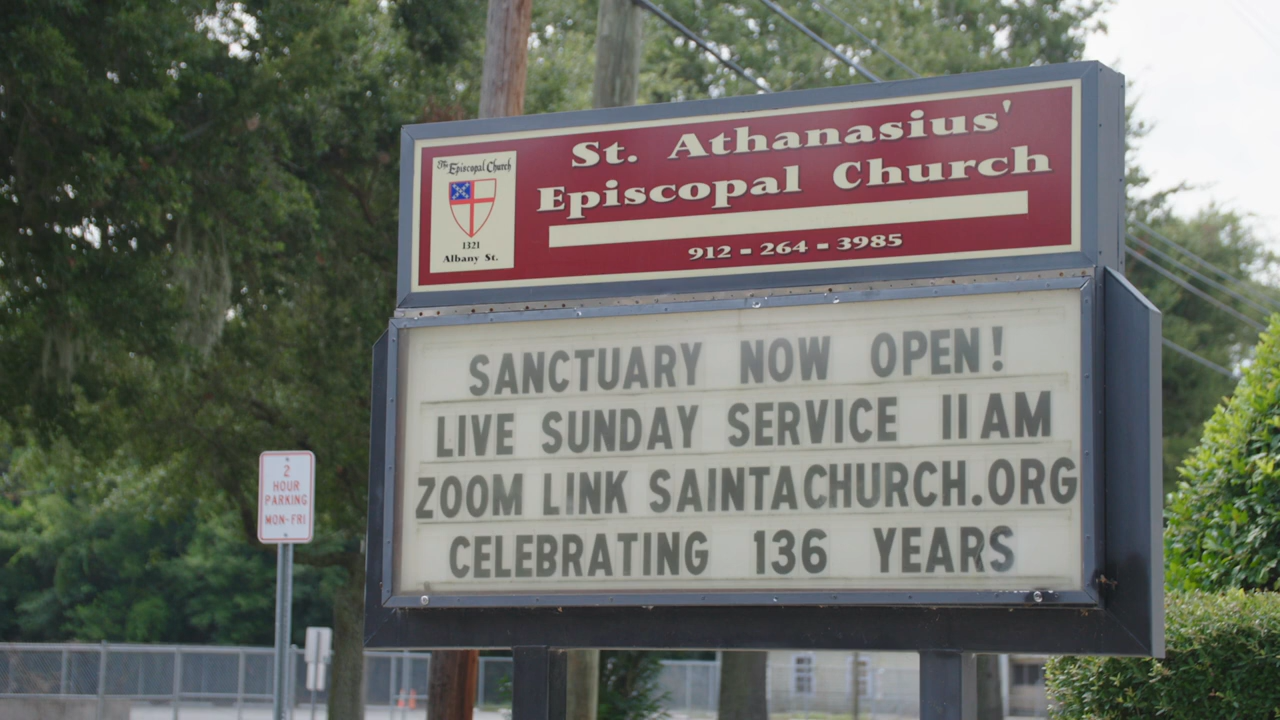 St. Athanasius'
Episcopal Church
912 - 264 - 3985
The Episcopal Church
1321
Albany St.
SANCTUARY NOW OPEN!
LIVE SUNDAY SERVICE 11 AM
ZOOM LINK SAINTACHURCH.ORG
CELEBRATING 136 YEARS
2
HOUR
PARKING
MON-FRI